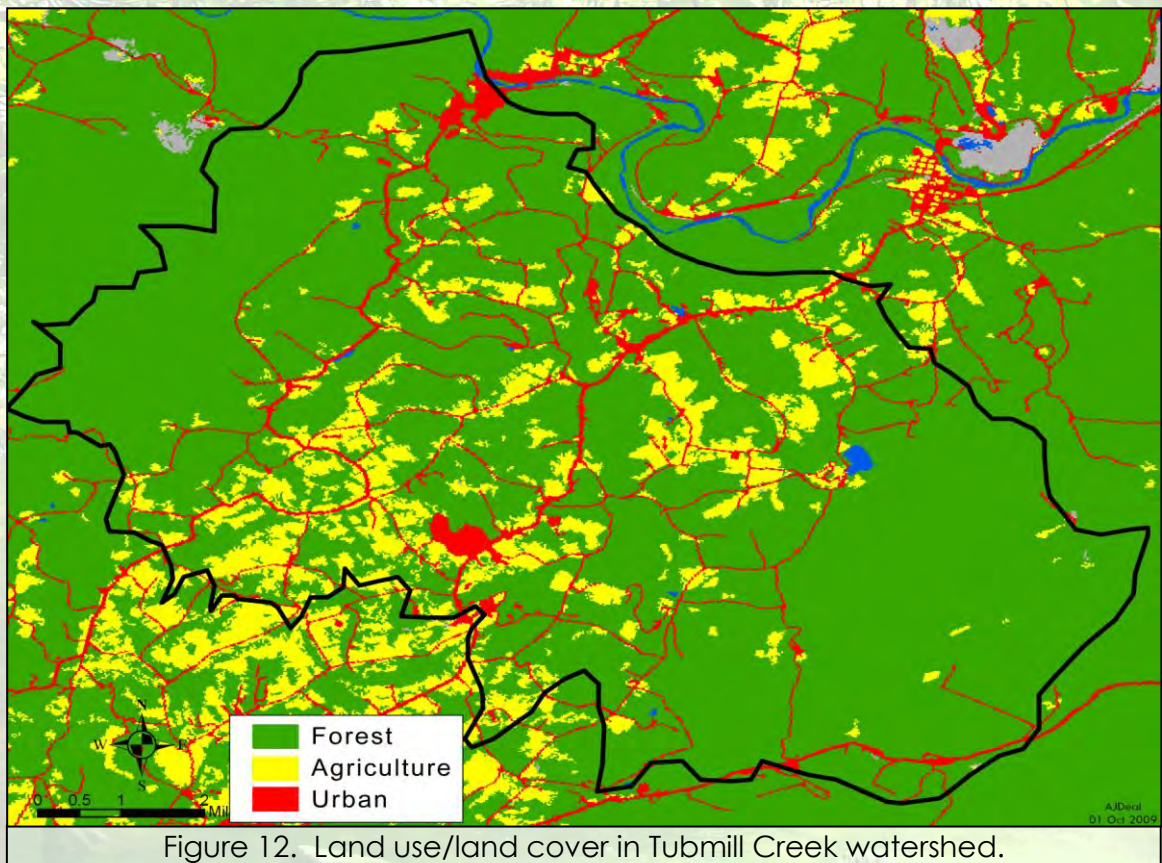 N
W E
S
0 0.5 1 2
Mil
Forest
Agriculture
Urban
AJDeal
01 Oct 2009
Figure 12. Land use/land cover in Tubmill Creek watershed.